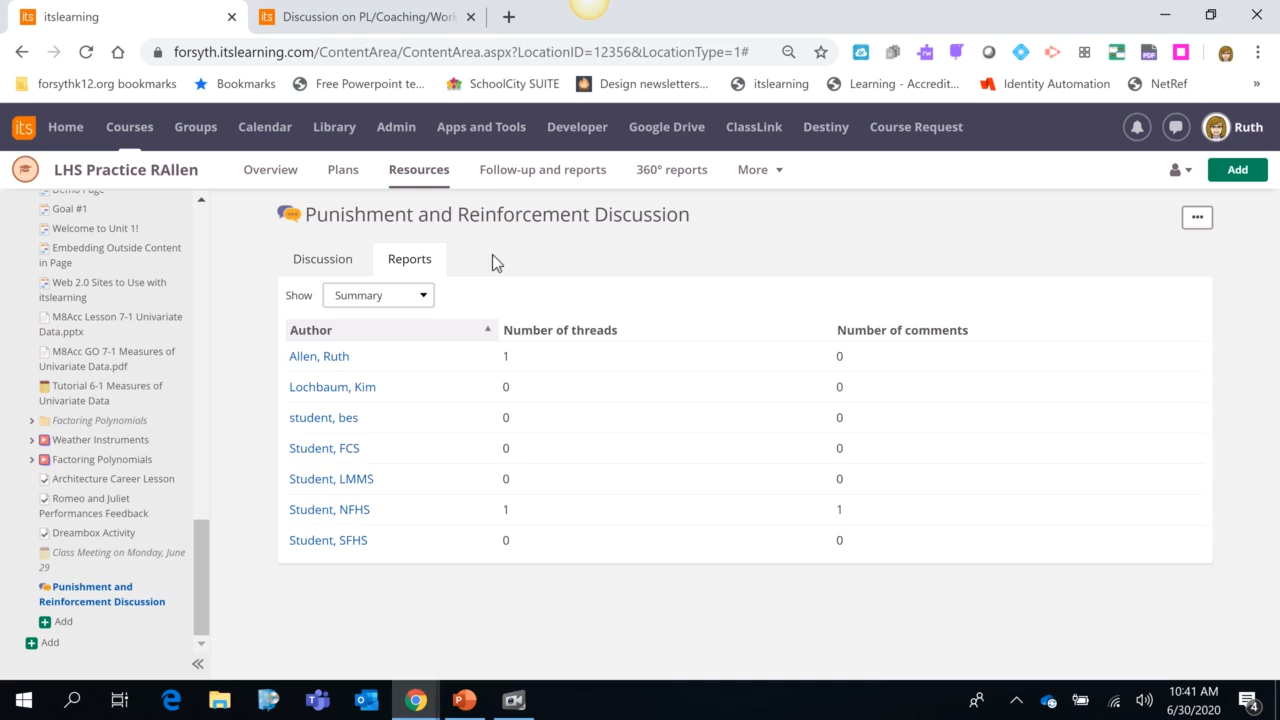 its itslearning
its Discussion on PL/Coaching/Work
forsyth.itslearning.com/ContentArea/ContentArea.aspx?LocationID=12356&LocationType=1#
forsythk12.org bookmarks Bookmarks Free Powerpoint te... SchoolCity SUITE Design newsletters... itslearning Learning - Accredit... Identity Automation NetRef »
its Home Courses Groups Calendar Library Admin Apps and Tools Developer Google Drive ClassLink Destiny Course Request Ruth
LHS Practice RAllen Overview Plans Resources Follow-up and reports 360° reports More Add
Demo Page
Goal #1
Welcome to Unit 1!
Embedding Outside Content
in Page
Web 2.0 Sites to Use with
itslearning
M8Acc Lesson 7-1 Univariate
Data.pptx
M8Acc GO 7-1 Measures of
Univariate Data.pdf
Tutorial 6-1 Measures of
Univariate Data
Factoring Polynomials
Weather Instruments
Factoring Polynomials
Architecture Career Lesson
Romeo and Juliet
Performances Feedback
Dreambox Activity
Class Meeting on Monday, June
29
Punishment and
Reinforcement Discussion
Add
Add
Punishment and Reinforcement Discussion
Discussion Reports
Show Summary
Author Number of threads Number of comments
Allen, Ruth 1 0
Lochbaum, Kim 0 0
student, bes 0 0
Student, FCS 0 0
Student, LMMS 0 0
Student, NFHS 1 1
Student, SFHS 0 0
10:41 AM
6/30/2020
4